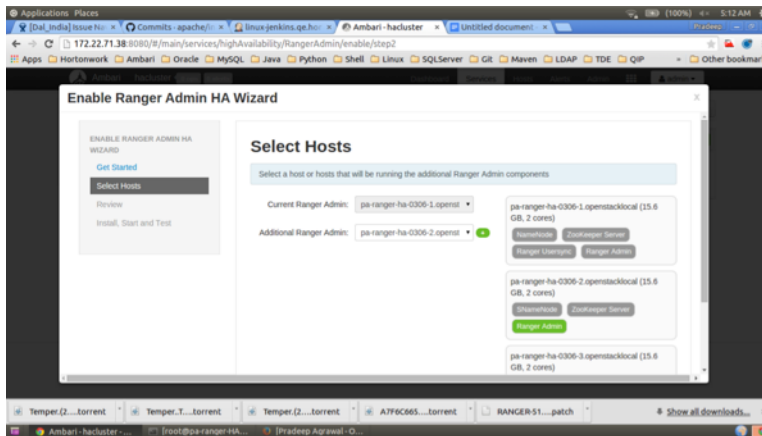 Applications Places
(100%) 5:12 AM
[Dal_India] Issue Na
Commits - apache/
linux-jenkins.qe.hor
Ambari - hacluster
Untitled document
Pradeep
172.22.71.38:8080/#/main/services/highAvailability/RangerAdmin/enable/step2
Apps Hortonwork Ambari Oracle MySQL Java Python Shell Linux SQLServer Git Maven LDAP TDE QIP » Other bookmar
Ambari hacluster Services Admin
Enable Ranger Admin HA Wizard X
ENABLE RANGER ADMIN HA
WIZARD
Get Started
Select Hosts
Review
Install, Start and Test
Select Hosts
Select a host or hosts that will be running the additional Ranger Admin components
Current Ranger Admin: pa-ranger-ha-0306-1.openst
Additional Ranger Admin: pa-ranger-ha-0306-2.openst +
pa-ranger-ha-0306-1.openstacklocal (15.6
GB, 2 cores)
NameNode ZooKeeper Server
Ranger Usersync Ranger Admin
pa-ranger-ha-0306-2.openstacklocal (15.6
GB, 2 cores)
SNameNode ZooKeeper Server
Ranger Admin
pa-ranger-ha-0306-3.openstacklocal (15.6
GB, 2 cores)
Temper.(2....torrent
Temper..T....torrent
Temper.(2....torrent
A7F6C665....torrent
RANGER-51....patch
Show all downloads...
Ambari - hacluster -...
[root@pa-ranger-HA...
[Pradeep Agrawal - O...